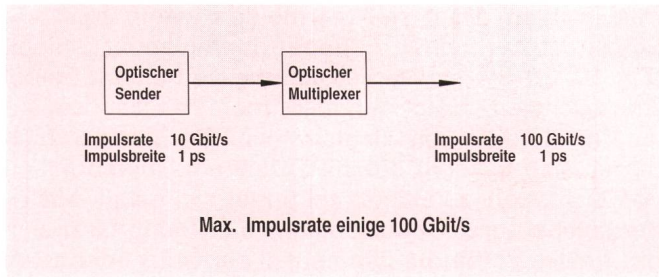 Optischer
Sender
Optischer
Multiplexer
Impulsrate 10 Gbit/s
Impulsbreite 1 ps
Impulsrate 100 Gbit/s
Impulsbreite 1 ps
Max. Impulsrate einige 100 Gbit/s